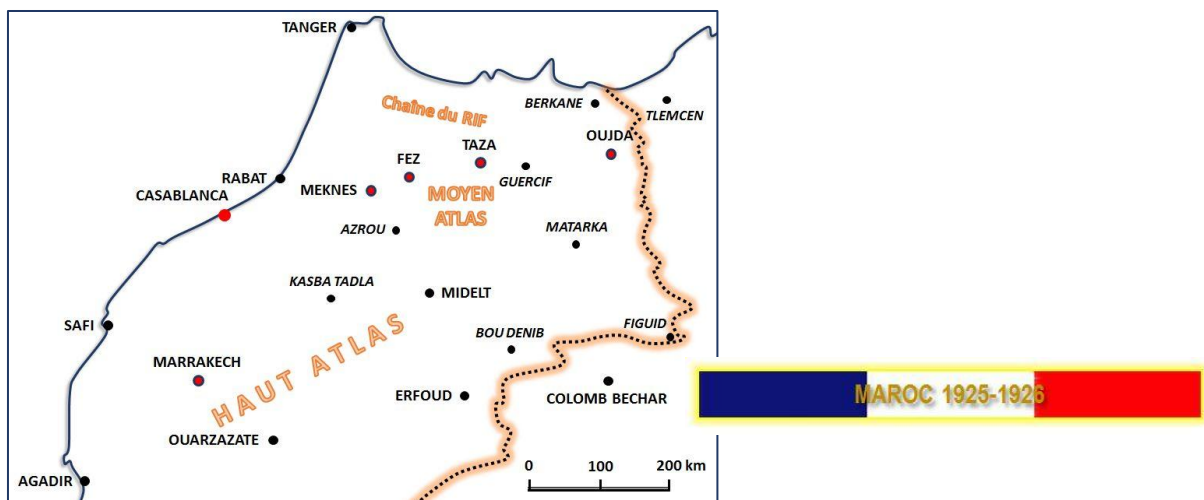 TANGER
Chaîne du RIF
BERKANE
TLEMCEN
OUJDA
TAZA
FEZ
GUERCIF
RABAT
MEKNES
CASABLANCA
MOYEN
ATLAS
AZROU
MATARKA
KASBA TADLA
MIDELT
SAFI
BOU DENIB
FIGUID
MARRAKECH
HAUT ATLAS
ERFOUD
COLOMB BECHAR
MAROC 1925-1926
OUARZAZATE
AGADIR
0 100 200 km